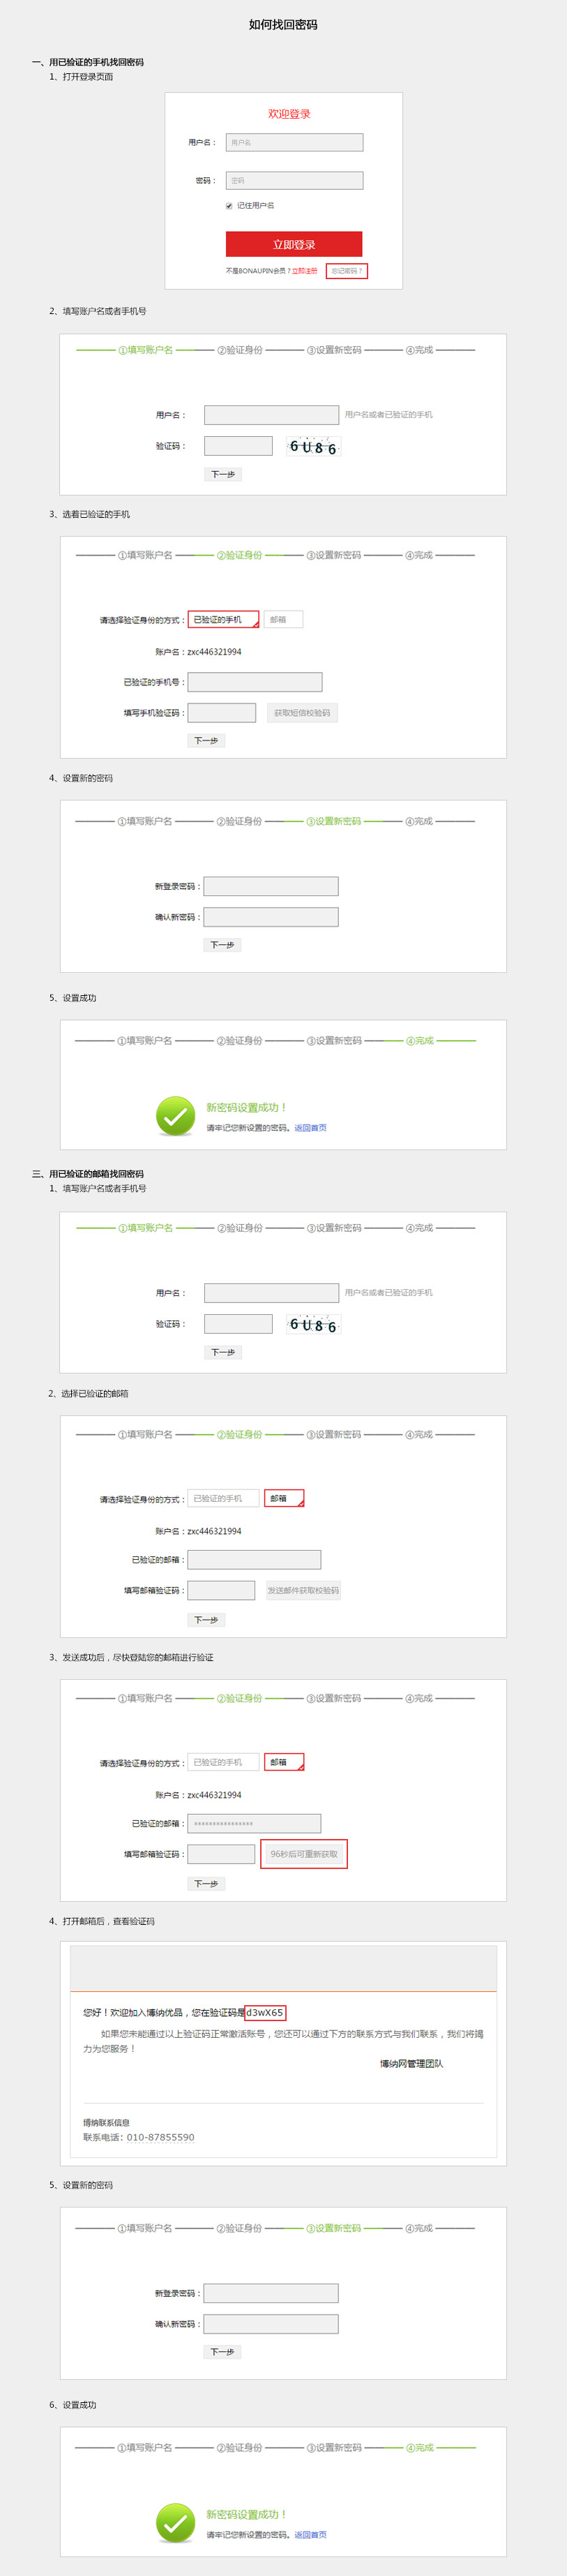 如何找回密码
一、用已验证的手机找回密码
1、打开登录页面
欢迎登录
用户名： 用户名
密码： 密码
记住用户名
立即登录
不是BONAUPIN会员？立即注册 忘记密码？
2、填写账户名或者手机号
①填写账户名 ②验证身份 ③设置新密码 ④完成
用户名： 用户名或者已验证的手机
验证码： 6U86
下一步
3、选着已验证的手机
①填写账户名 ②验证身份 ③设置新密码 ④完成
请选择验证身份的方式： 已验证的手机 邮箱
账户名：zxc446321994
已验证的手机号：
填写手机验证码： 获取短信校验码
下一步
4、设置新的密码
①填写账户名 ②验证身份 ③设置新密码 ④完成
新登录密码：
确认新密码：
下一步
5、设置成功
①填写账户名 ②验证身份 ③设置新密码 ④完成
新密码设置成功！
请牢记您新设置的密码。返回首页
三、用已验证的邮箱找回密码
1、填写账户名或者手机号
①填写账户名 ②验证身份 ③设置新密码 ④完成
用户名： 用户名或者已验证的手机
验证码： 6U86
下一步
2、选择已验证的邮箱
①填写账户名 ②验证身份 ③设置新密码 ④完成
请选择验证身份的方式： 已验证的手机 邮箱
账户名：zxc446321994
已验证的邮箱：
填写邮箱验证码： 发送邮件获取校验码
下一步
3、发送成功后，尽快登陆您的邮箱进行验证
①填写账户名 ②验证身份 ③设置新密码 ④完成
请选择验证身份的方式： 已验证的手机 邮箱
账户名：zxc446321994
已验证的邮箱： ****************
填写邮箱验证码： 96秒后可重新获取
下一步
4、打开邮箱后，查看验证码
您好！欢迎加入博纳优品，您在验证码是d3wX65
如果您未能通过以上验证码正常激活账号，您还可以通过下方的联系方式与我们联系，我们将竭
力为您服务！
博纳网管理团队
博纳联系信息
联系电话：010-87855590
5、设置新的密码
①填写账户名 ②验证身份 ③设置新密码 ④完成
新登录密码：
确认新密码：
下一步
6、设置成功
①填写账户名 ②验证身份 ③设置新密码 ④完成
新密码设置成功！
请牢记您新设置的密码。返回首页